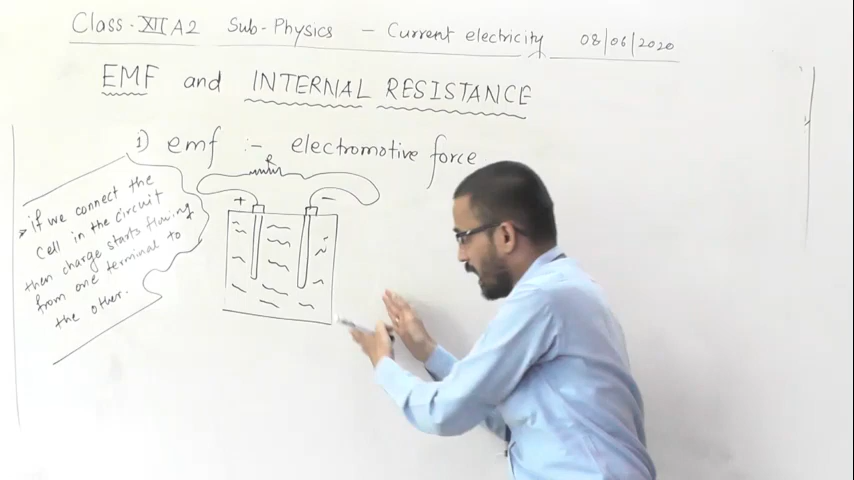 Class-XII A2 Sub-Physics - Current electricity 08/06/2020
EMF and INTERNAL RESISTANCE
1) emf :- electromotive force
R
+ -
if we connect the
cell in the circuit
then charge starts flowing
from one terminal to
the other.